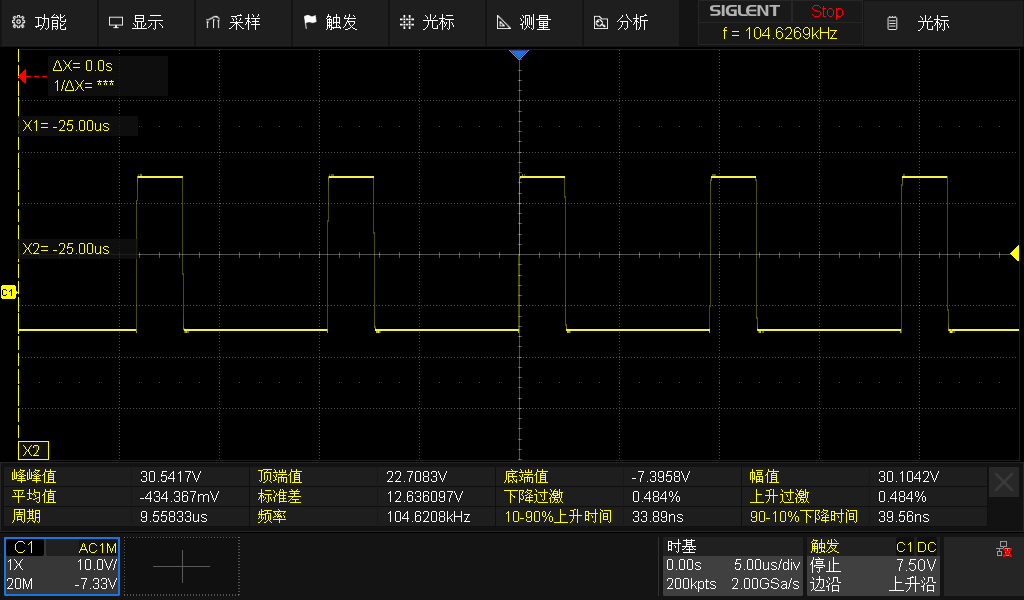 功能 显示 采样 触发 光标 测量 分析 SIGLENT Stop 光标
f = 104.6269kHz
ΔX= 0.0s
1/ΔX= ***
X1= -25.00us
X2= -25.00us
C1
X2
峰峰值 30.5417V 顶端值 22.7083V 底端值 -7.3958V 幅值 30.1042V
平均值 -434.367mV 标准差 12.636097V 下降过激 0.484% 上升过激 0.484%
周期 9.55833us 频率 104.6208kHz 10-90%上升时间 33.89ns 90-10%下降时间 39.56ns
C1 AC1M 时基 触发 C1 DC
1X 10.0V/ 0.00s 5.00us/div 停止 7.50V
20M -7.33V 200kpts 2.00GSa/s 边沿 上升沿